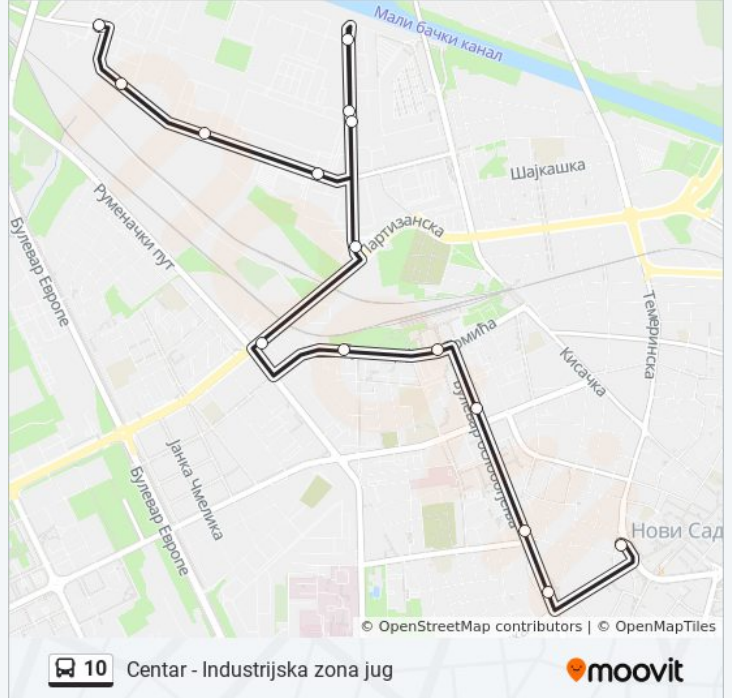 Мали бачки канал
Шајкашка
Партизанска
Руменачки пут
Булевар Европе
Темеринска
Кисачка
Булевар ослобођења
Јанка Чмелика
Булевар Европе
Нови Сад
© OpenStreetMap contributors | © OpenMapTiles
10 Centar - Industrijska zona jug
moovit